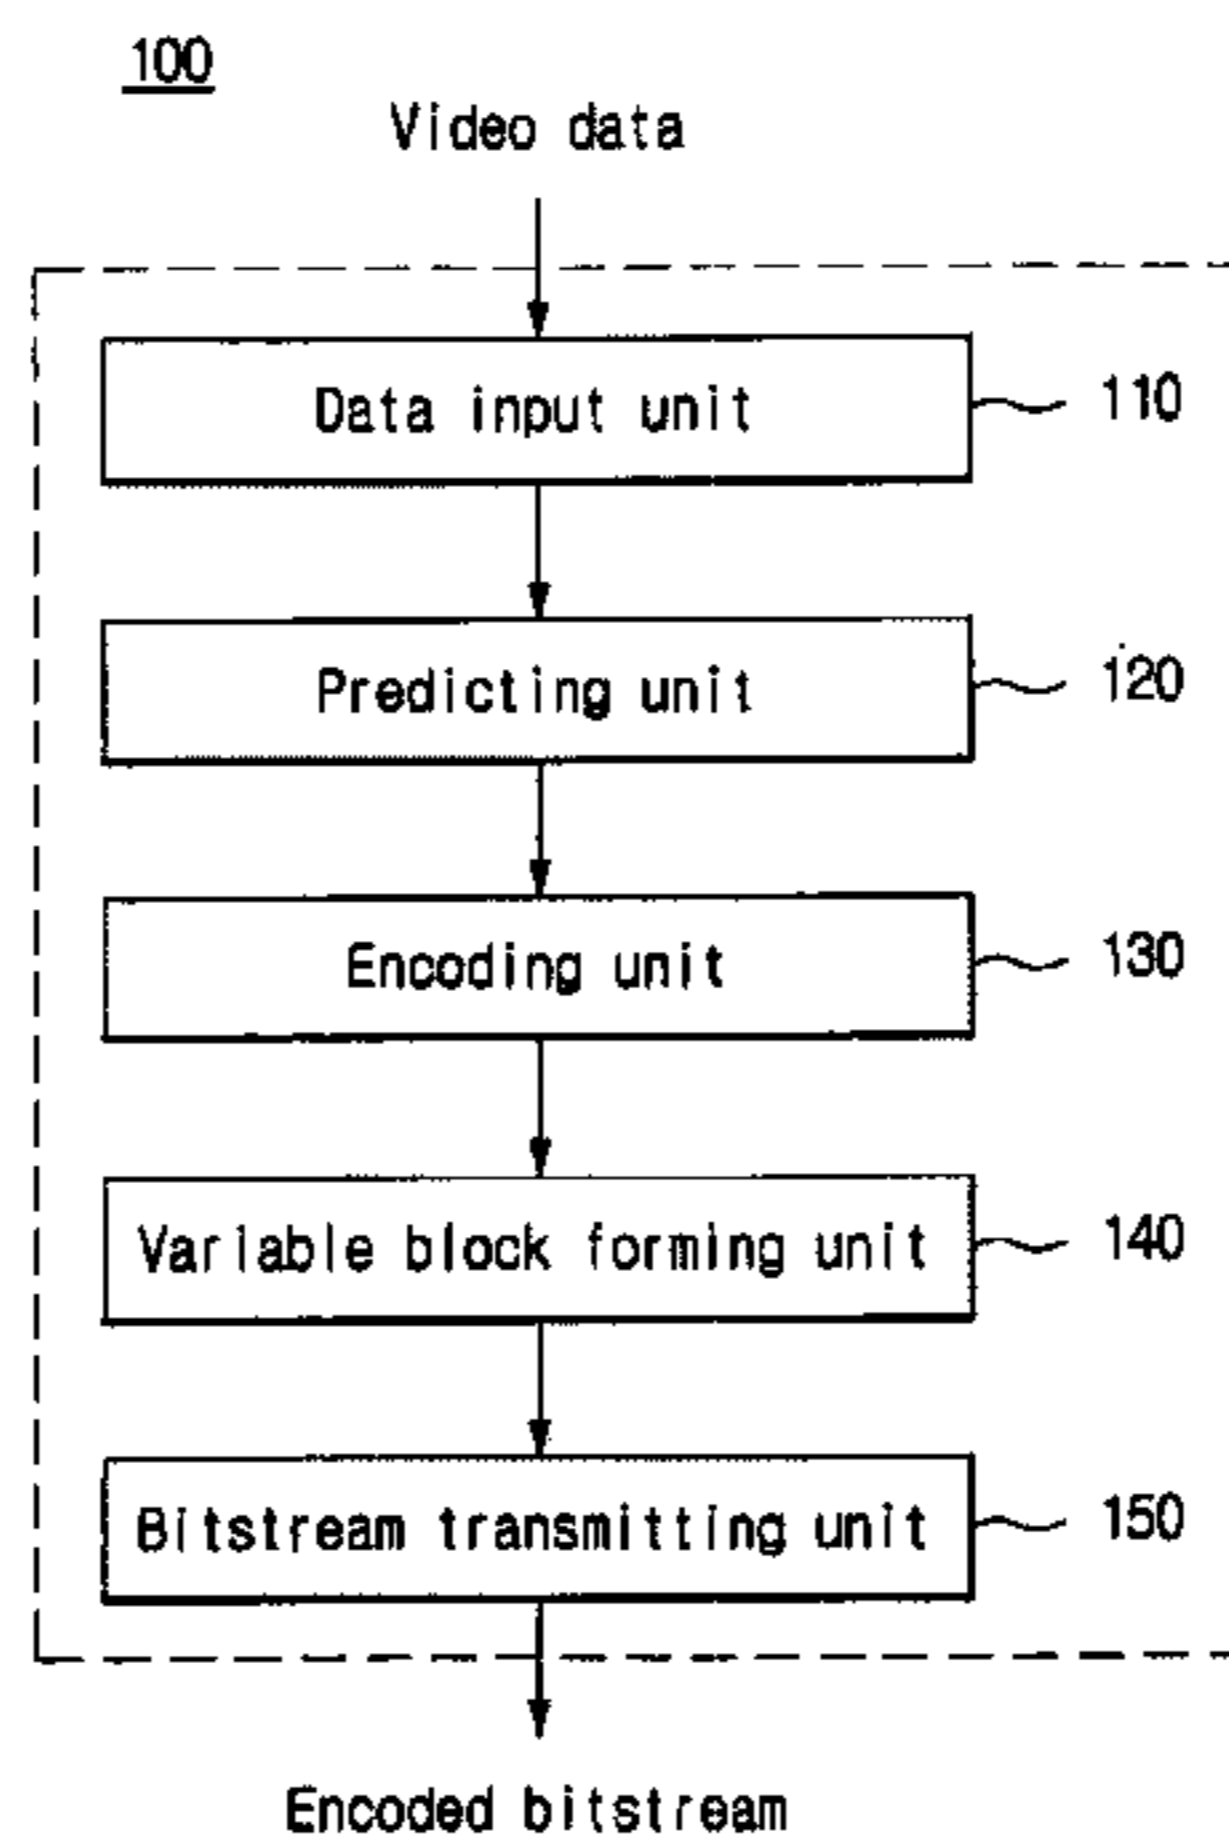 100
Video data
Data input unit
110
Predicting unit
120
Encoding unit
130
Variable block forming unit
140
Bitstream transmitting unit
150
Encoded bitstream